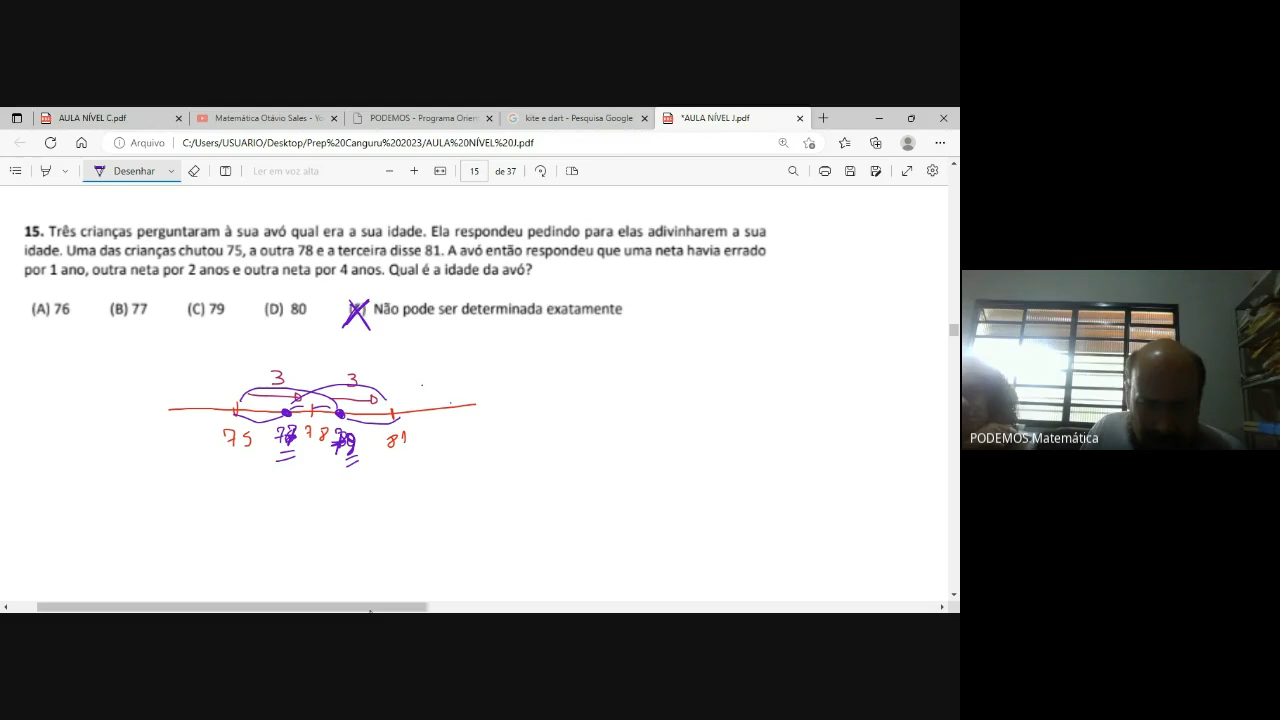 AULA NÍVEL C.pdf
Matemática Otávio Sales - Yo
PODEMOS - Programa Orien
kite e dart - Pesquisa Google
*AULA NÍVEL J.pdf
Arquivo
C:/Users/USUARIO/Desktop/Prep%20Canguru%202023/AULA%20NÍVEL%20J.pdf
Desenhar
Ler em voz alta
15 de 37
15. Três crianças perguntaram à sua avó qual era a sua idade. Ela respondeu pedindo para elas adivinharem a sua
idade. Uma das crianças chutou 75, a outra 78 e a terceira disse 81. A avó então respondeu que uma neta havia errado
por 1 ano, outra neta por 2 anos e outra neta por 4 anos. Qual é a idade da avó?
(A) 76 (B) 77 (C) 79 (D) 80 Não pode ser determinada exatamente
3 3
75 78 81
PODEMOS Matemática